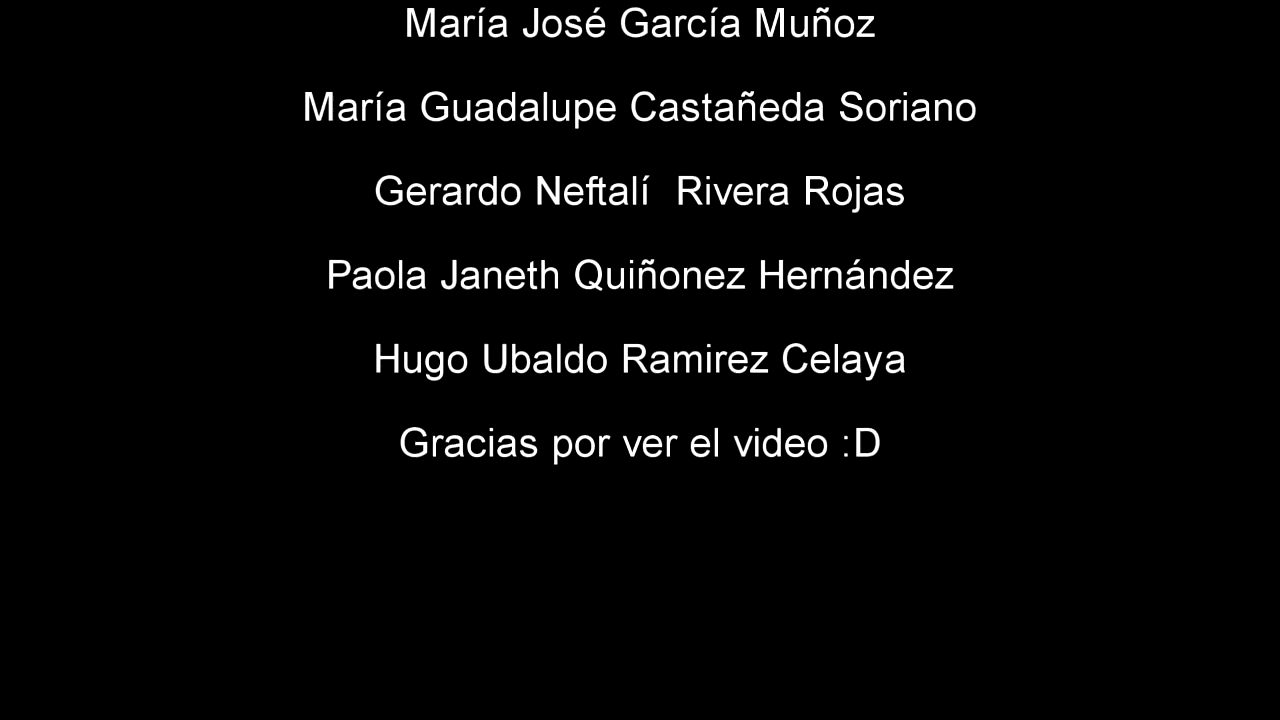 María José García Muñoz
María Guadalupe Castañeda Soriano
Gerardo Neftalí  Rivera Rojas
Paola Janeth Quiñonez Hernández
Hugo Ubaldo Ramirez Celaya
Gracias por ver el video :D